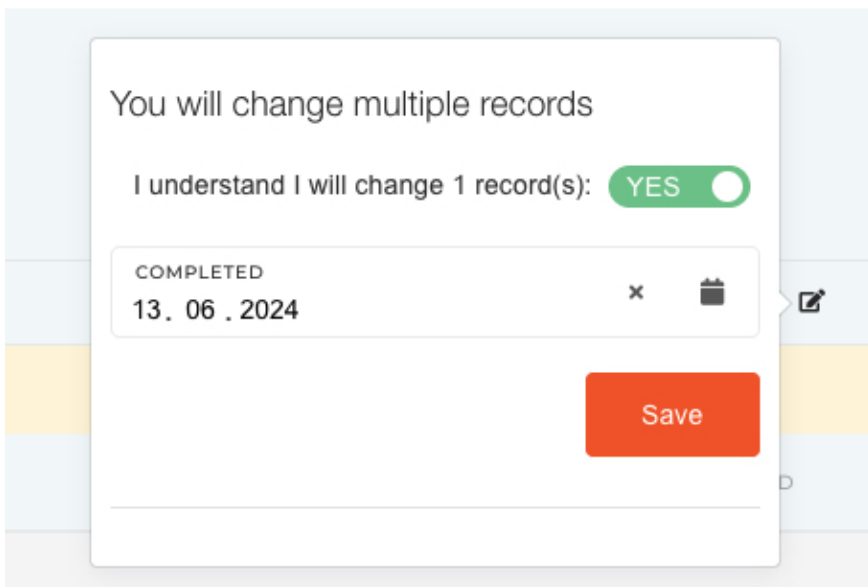 You will change multiple records
I understand I will change 1 record(s): YES
COMPLETED
13. 06 . 2024
Save
D